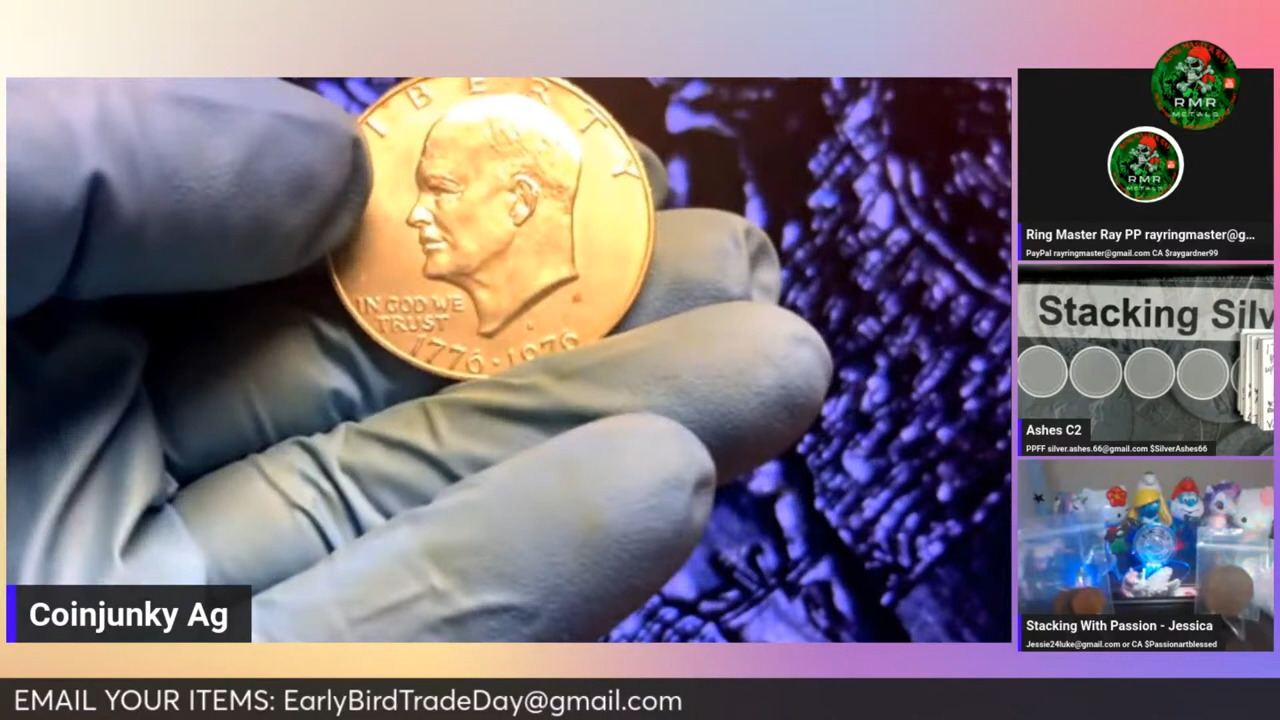 LIBERTY
IN GOD WE
TRUST
1776·1976
Coinjunky Ag
RMR
METALS
RMR
METALS
Ring Master Ray PP rayringmaster@g...
PayPal rayringmaster@gmail.com CA $raygardner99
Stacking Silv
Ashes C2
PPFF silver.ashes.66@gmail.com $SilverAshes66
Stacking With Passion - Jessica
Jessie24luke@gmail.com or CA $Passionartblessed
EMAIL YOUR ITEMS: EarlyBirdTradeDay@gmail.com